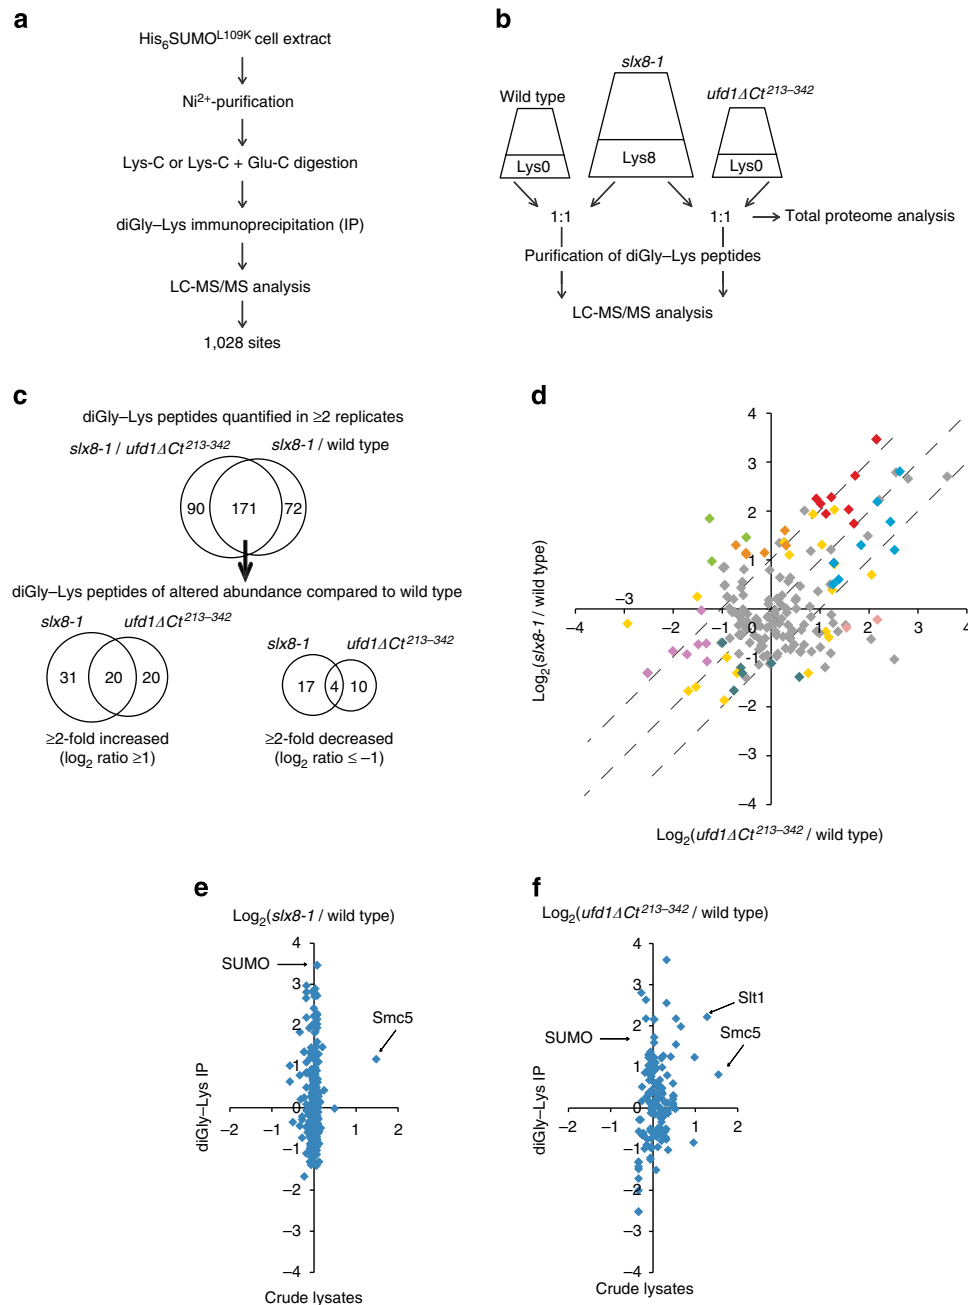 a
His6SUMO^L109K cell extract
Ni2+-purification
Lys-C or Lys-C + Glu-C digestion
diGly–Lys immunoprecipitation (IP)
LC-MS/MS analysis
1,028 sites
b
slx8-1
Wild type
ufd1ΔCt213–342
Lys0
Lys8
Lys0
1:1
1:1
Total proteome analysis
Purification of diGly–Lys peptides
LC-MS/MS analysis
c
diGly–Lys peptides quantified in ≥2 replicates
slx8-1 / ufd1ΔCt213-342
slx8-1 / wild type
90
171
72
diGly–Lys peptides of altered abundance compared to wild type
slx8-1
ufd1ΔCt213–342
31
20
20
≥2-fold increased
(log2 ratio ≥1)
slx8-1
ufd1ΔCt213–342
17
4
10
≥2-fold decreased
(log2 ratio ≤ −1)
d
4
3
2
1
−3
−4
−2
−1
0
1
2
3
4
-1
−2
−3
−4
Log2(slx8-1 / wild type)
Log2(ufd1ΔCt213–342 / wild type)
e
Log2(slx8-1 / wild type)
4
SUMO
3
2
Smc5
1
0
−2
−1
1
2
−1
−2
−3
−4
diGly–Lys IP
Crude lysates
f
Log2(ufd1ΔCt213–342 / wild type)
4
3
Slt1
2
SUMO
Smc5
1
0
−2
−1
1
2
−1
−2
−3
−4
diGly–Lys IP
Crude lysates